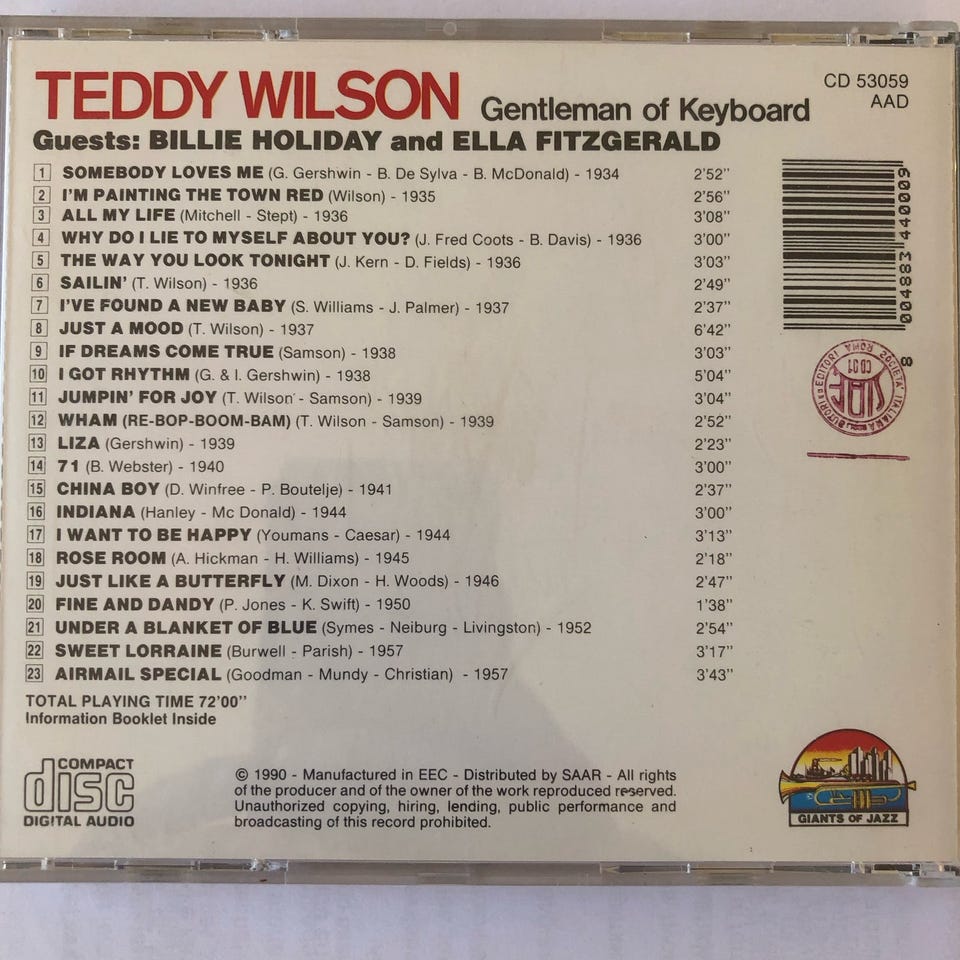 TEDDY WILSON Gentleman of Keyboard
CD 53059
AAD
Guests: BILLIE HOLIDAY and ELLA FITZGERALD
1 SOMEBODY LOVES ME (G. Gershwin - B. De Sylva - B. McDonald) - 1934 2'52"
2 I'M PAINTING THE TOWN RED (Wilson) - 1935 2'56"
3 ALL MY LIFE (Mitchell - Stept) - 1936 3'08"
4 WHY DO I LIE TO MYSELF ABOUT YOU? (J. Fred Coots - B. Davis) - 1936 3'00"
5 THE WAY YOU LOOK TONIGHT (J. Kern - D. Fields) - 1936 3'03"
6 SAILIN' (T. Wilson) - 1936 2'49"
7 I'VE FOUND A NEW BABY (S. Williams - J. Palmer) - 1937 2'37"
8 JUST A MOOD (T. Wilson) - 1937 6'42"
9 IF DREAMS COME TRUE (Samson) - 1938 3'03"
10 I GOT RHYTHM (G. & I. Gershwin) - 1938 5'04"
11 JUMPIN' FOR JOY (T. Wilson - Samson) - 1939 3'04"
12 WHAM (RE-BOP-BOOM-BAM) (T. Wilson - Samson) - 1939 2'52"
13 LIZA (Gershwin) - 1939 2'23"
14 71 (B. Webster) - 1940 3'00"
15 CHINA BOY (D. Winfree - P. Boutelje) - 1941 2'37"
16 INDIANA (Hanley - Mc Donald) - 1944 3'00"
17 I WANT TO BE HAPPY (Youmans - Caesar) - 1944 3'13"
18 ROSE ROOM (A. Hickman - H. Williams) - 1945 2'18"
19 JUST LIKE A BUTTERFLY (M. Dixon - H. Woods) - 1946 2'47"
20 FINE AND DANDY (P. Jones - K. Swift) - 1950 1'38"
21 UNDER A BLANKET OF BLUE (Symes - Neiburg - Livingston) - 1952 2'54"
22 SWEET LORRAINE (Burwell - Parish) - 1957 3'17"
23 AIRMAIL SPECIAL (Goodman - Mundy - Christian) - 1957 3'43"
004883 440009
8
SOCIETA' ITALIANA
EDITORI ROMA
SIAE
CD01
TOTAL PLAYING TIME 72'00"
Information Booklet Inside
COMPACT
disc
DIGITAL AUDIO
© 1990 - Manufactured in EEC - Distributed by SAAR - All rights
of the producer and of the owner of the work reproduced reserved.
Unauthorized copying, hiring, lending, public performance and
broadcasting of this record prohibited.
GIANTS OF JAZZ